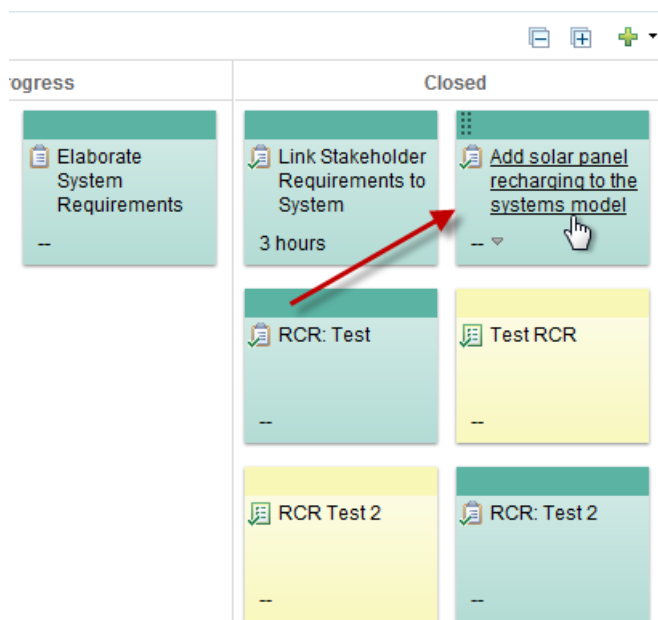 ogress
Closed
Elaborate
System
Requirements
--
Link Stakeholder
Requirements to
System
3 hours
Add solar panel
recharging to the
systems model
--
RCR: Test
--
Test RCR
--
RCR Test 2
--
RCR: Test 2
--